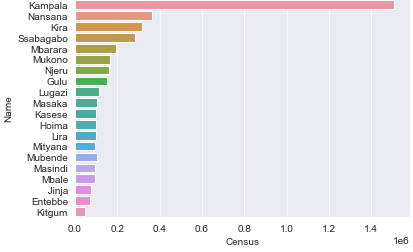 Kampala
Nansana
Kira
Ssabagabo
Mbarara
Mukono
Njeru
Gulu
Lugazi
Masaka
Kasese
Hoima
Lira
Mityana
Mubende
Masindi
Mbale
Jinja
Entebbe
Kitgum
Name
0.0 0.2 0.4 0.6 0.8 1.0 1.2 1.4
1e6
Census